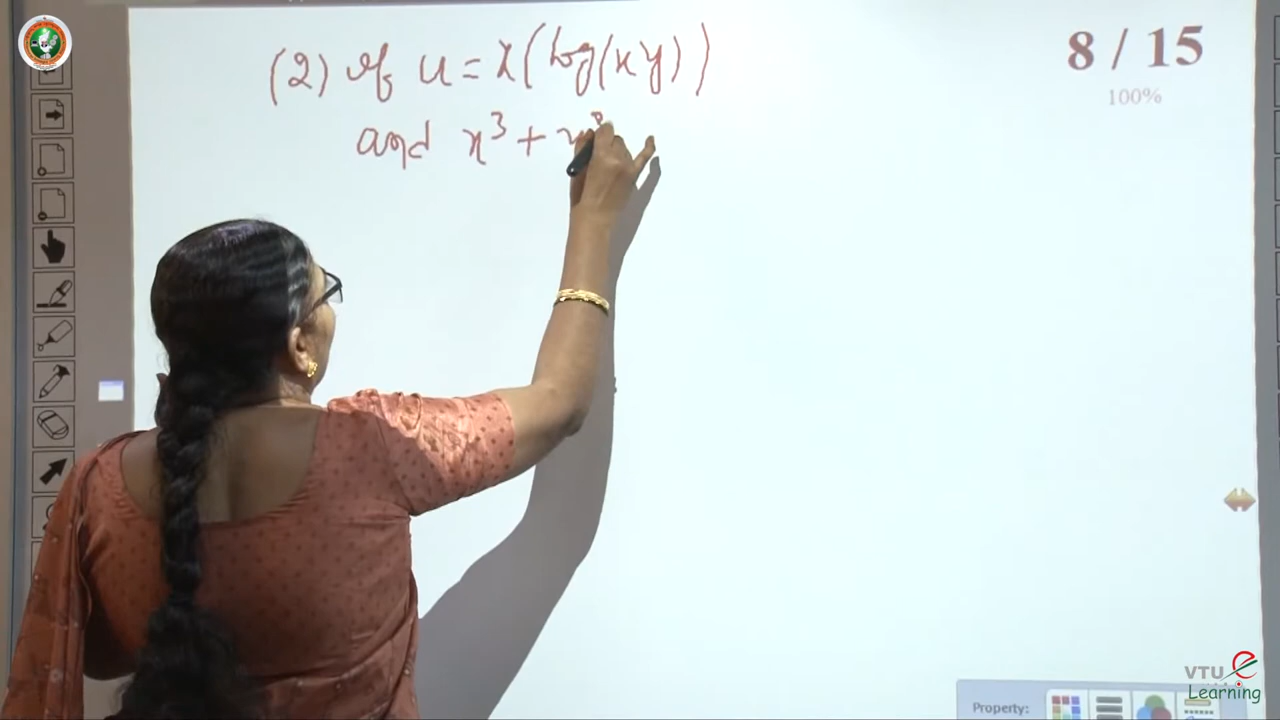 (2) If u = x(log(xy))
and x³ +
8 / 15
100%
Property:
VTU e
Learning